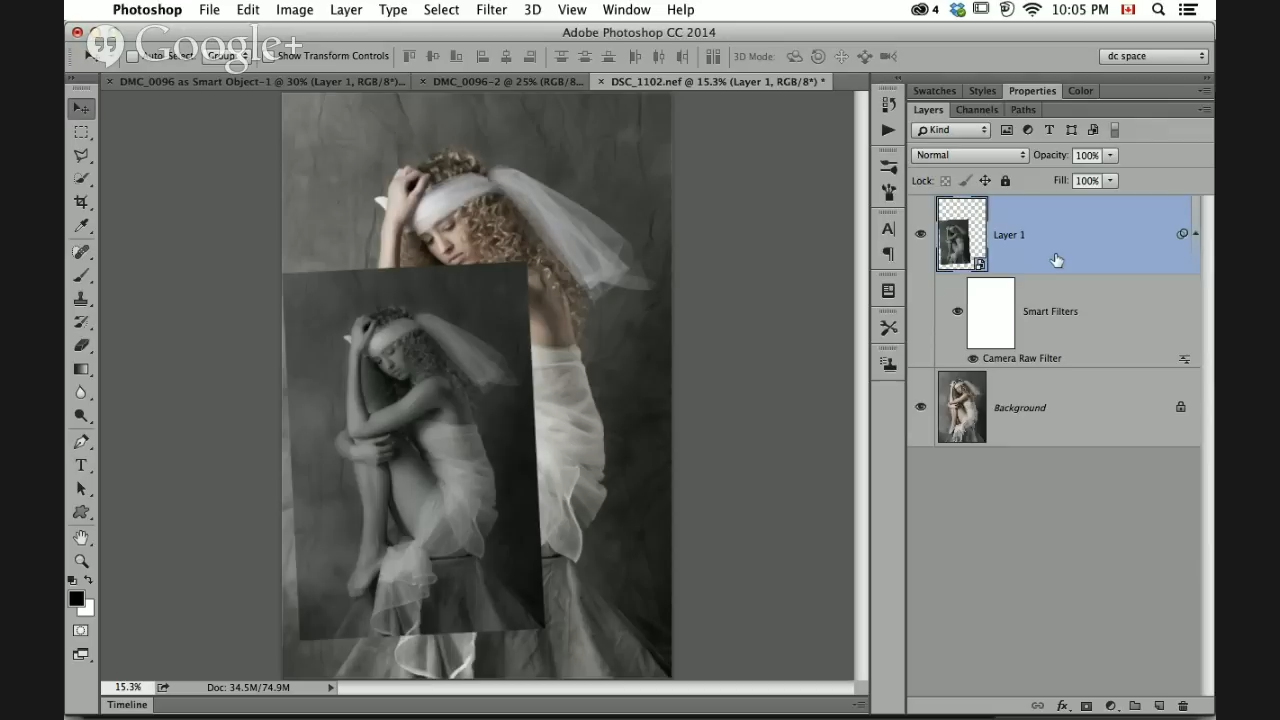 Photoshop File Edit Image Layer Type Select Filter 3D View Window Help 4 10:05 PM
Adobe Photoshop CC 2014
Google+
Auto-Select: Group Show Transform Controls 3D Mode: dc space
× DMC_0096 as Smart Object-1 @ 30% (Layer 1, RGB/8*)... × DMC_0096-2 @ 25% (RGB/8... × DSC_1102.nef @ 15.3% (Layer 1, RGB/8*) *
Swatches Styles Properties Color
Layers Channels Paths
Kind
Normal Opacity: 100%
Lock: Fill: 100%
Layer 1
Smart Filters
Camera Raw Filter
Background
15.3% Doc: 34.5M/74.9M
Timeline
fx